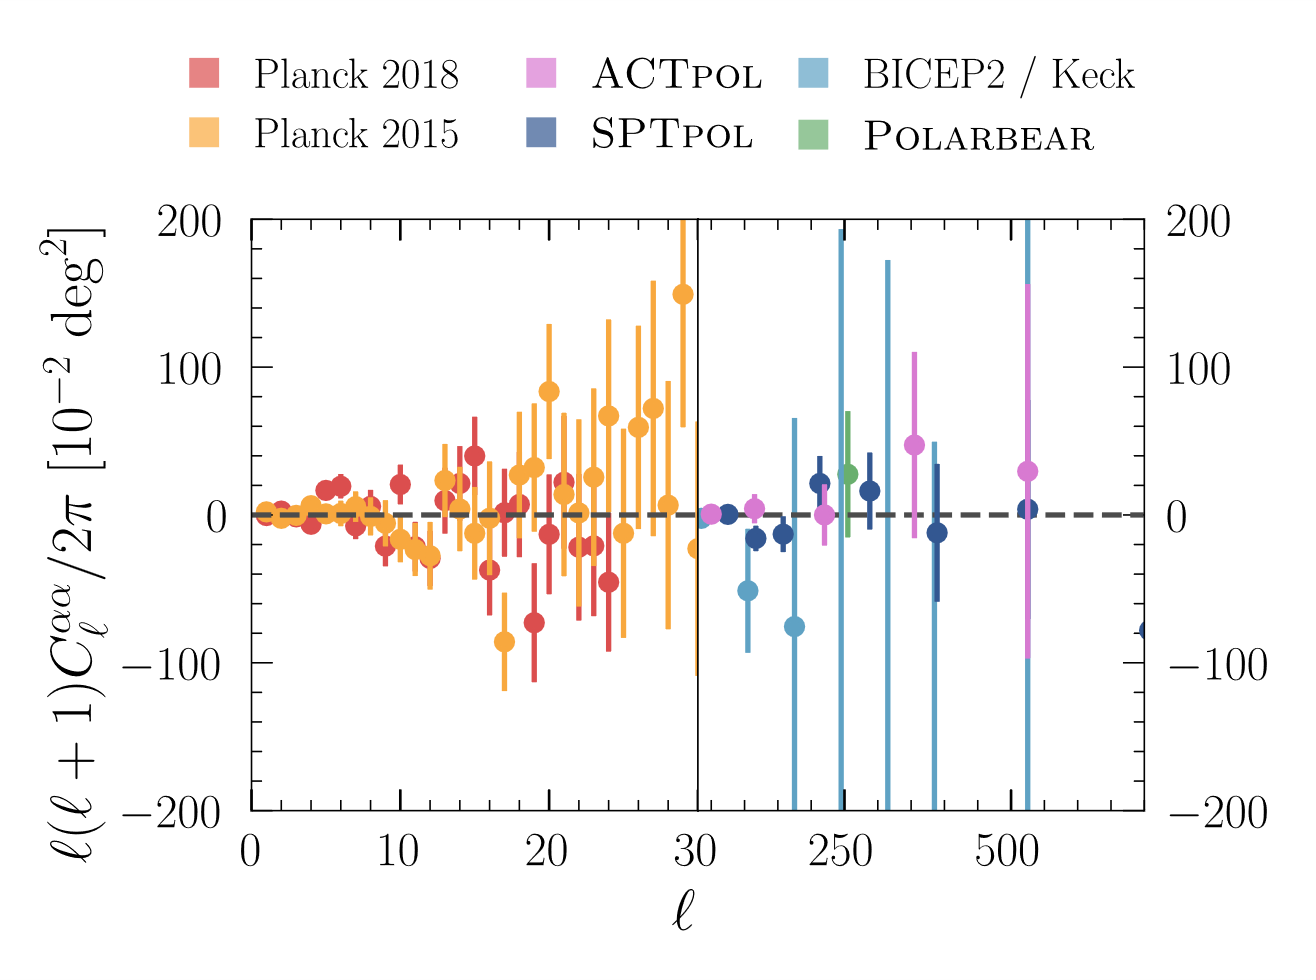 Planck 2018 ACTPOL BICEP2 / Keck
Planck 2015 SPTPOL POLARBEAR
200 200
100 100
0 0
−100 −100
−200 −200
ℓ(ℓ + 1)C_ℓ^{αα}/2π [10^{−2} deg^2]
0 10 20 30 250 500
ℓ